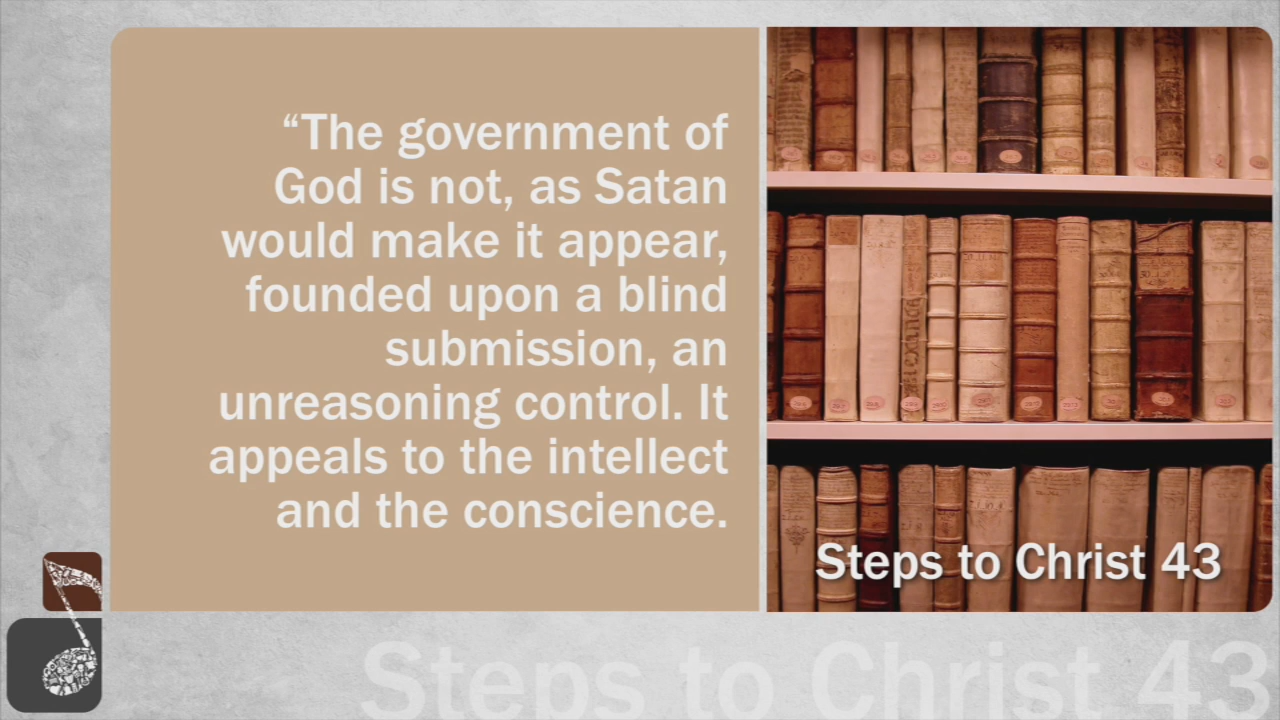 “The government of
God is not, as Satan
would make it appear,
founded upon a blind
submission, an
unreasoning control. It
appeals to the intellect
and the conscience.
Steps to Christ 43
Steps to Christ 43